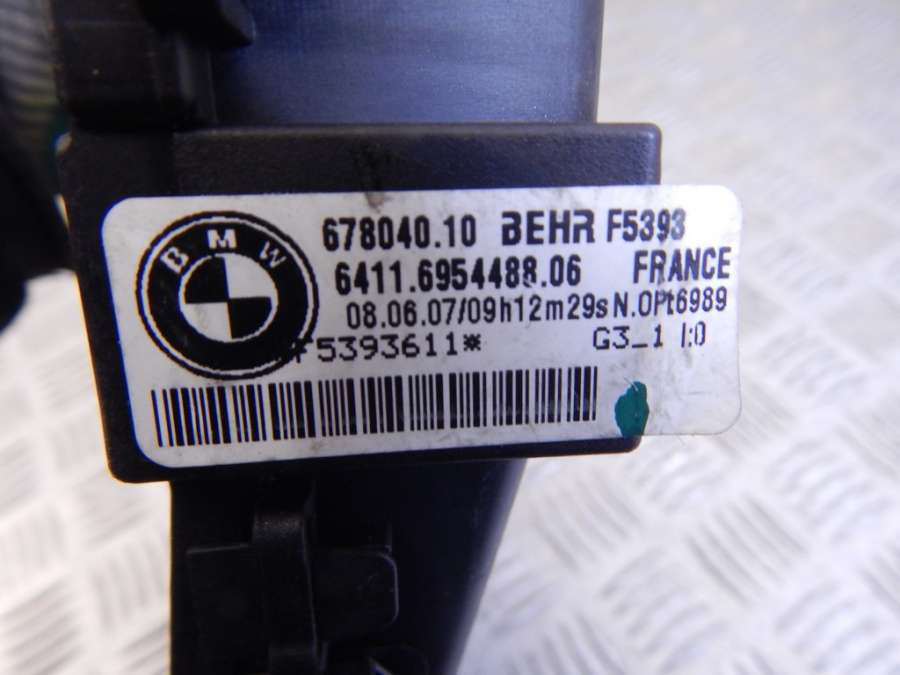 BMW
678040.10 BEHR F5393
6411.6954488.06 FRANCE
08.06.07/09h12m29s N.OPt6989
*F5393611* G3_1 I:0